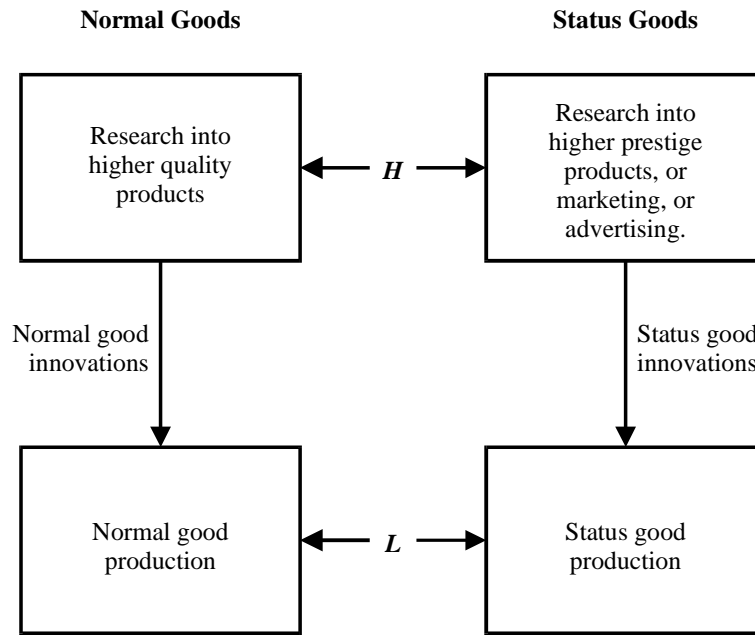 Normal Goods
Status Goods
Research into
higher quality
products
H
Research into
higher prestige
products, or
marketing, or
advertising.
Normal good
innovations
Status good
innovations
Normal good
production
L
Status good
production